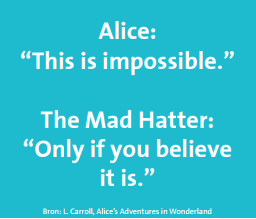 Alice:
“This is impossible.”
The Mad Hatter:
“Only if you believe
it is.”
Bron: L. Carroll, Alice's Adventures in Wonderland